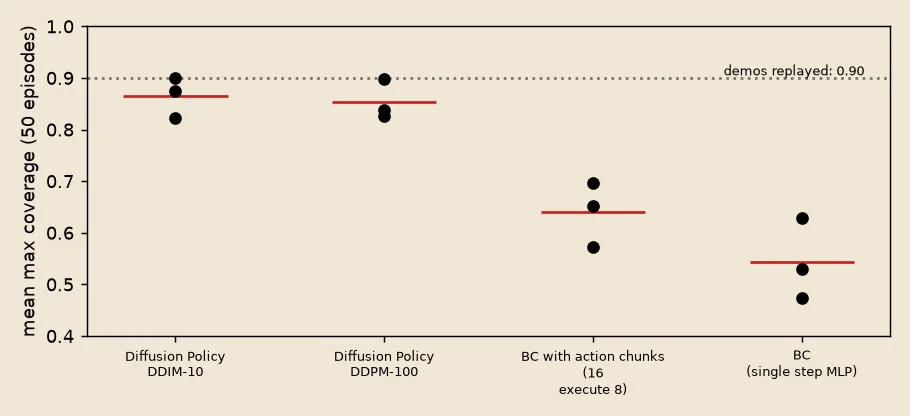 mean max coverage (50 episodes)
1.0
0.9
0.8
0.7
0.6
0.5
0.4
demos replayed: 0.90
Diffusion Policy
DDIM-10
Diffusion Policy
DDPM-100
BC with action chunks
(16
execute 8)
BC
(single step MLP)